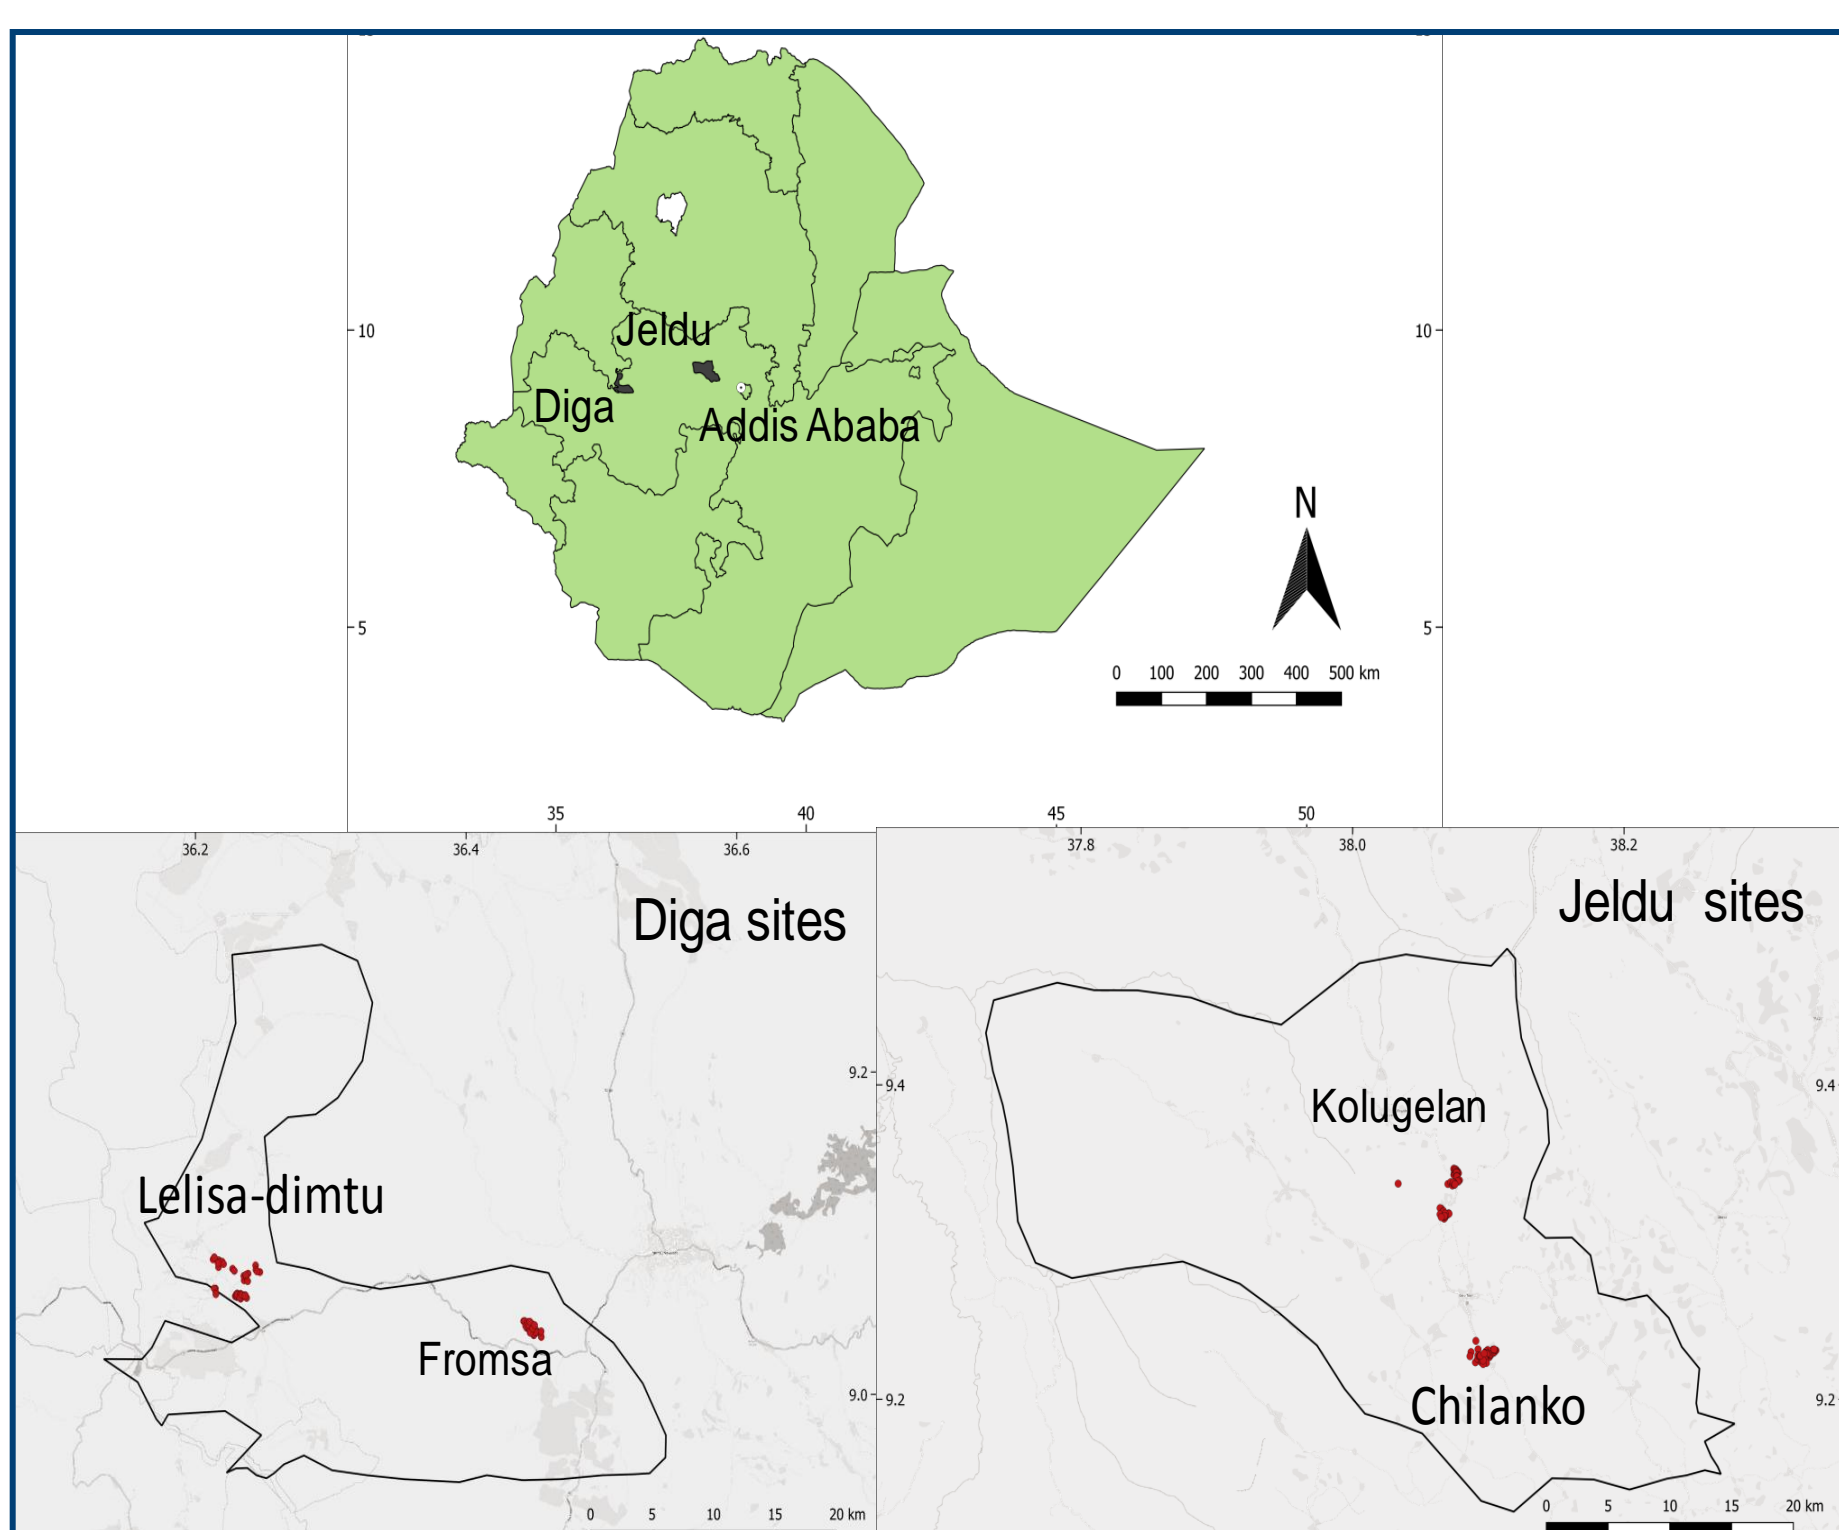 10
10
Jeldu
Diga
Addis Ababa
N
5
5
0 100 200 300 400 500 km
35 40 45 50
36.2 36.4 36.6
37.8 38.0 38.2
Diga sites
Jeldu sites
9.2
9.4
9.4
Kolugelan
Lelisa-dimtu
Fromsa
9.0
9.2
9.2
Chilanko
0 5 10 15 20 km
0 5 10 15 20 km